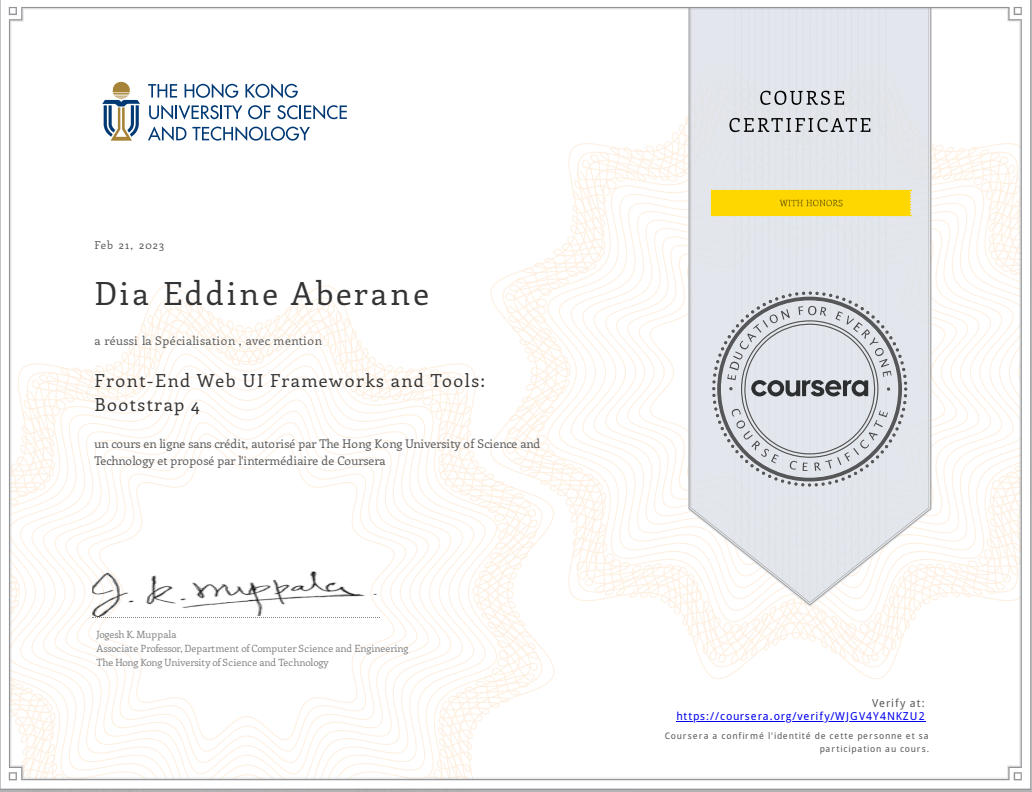 THE HONG KONG
UNIVERSITY OF SCIENCE
AND TECHNOLOGY
COURSE
CERTIFICATE
WITH HONORS
Feb 21, 2023
Dia Eddine Aberane
a réussi la Spécialisation , avec mention
Front-End Web UI Frameworks and Tools:
Bootstrap 4
un cours en ligne sans crédit, autorisé par The Hong Kong University of Science and
Technology et proposé par l'intermédiaire de Coursera
EDUCATION FOR EVERYONE
coursera
COURSE CERTIFICATE
J. K. Muppala
Jogesh K. Muppala
Associate Professor, Department of Computer Science and Engineering
The Hong Kong University of Science and Technology
Verify at:
https://coursera.org/verify/WJGV4Y4NKZU2
Coursera a confirmé l'identité de cette personne et sa
participation au cours.